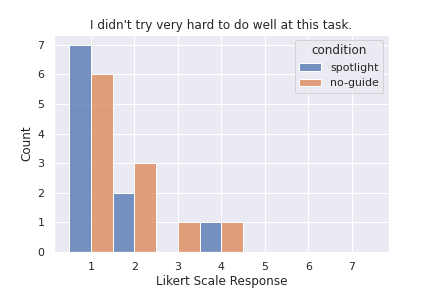 I didn't try very hard to do well at this task.
condition
spotlight
no-guide
7
6
5
4
3
2
1
0
Count
1 2 3 4 5 6 7
Likert Scale Response